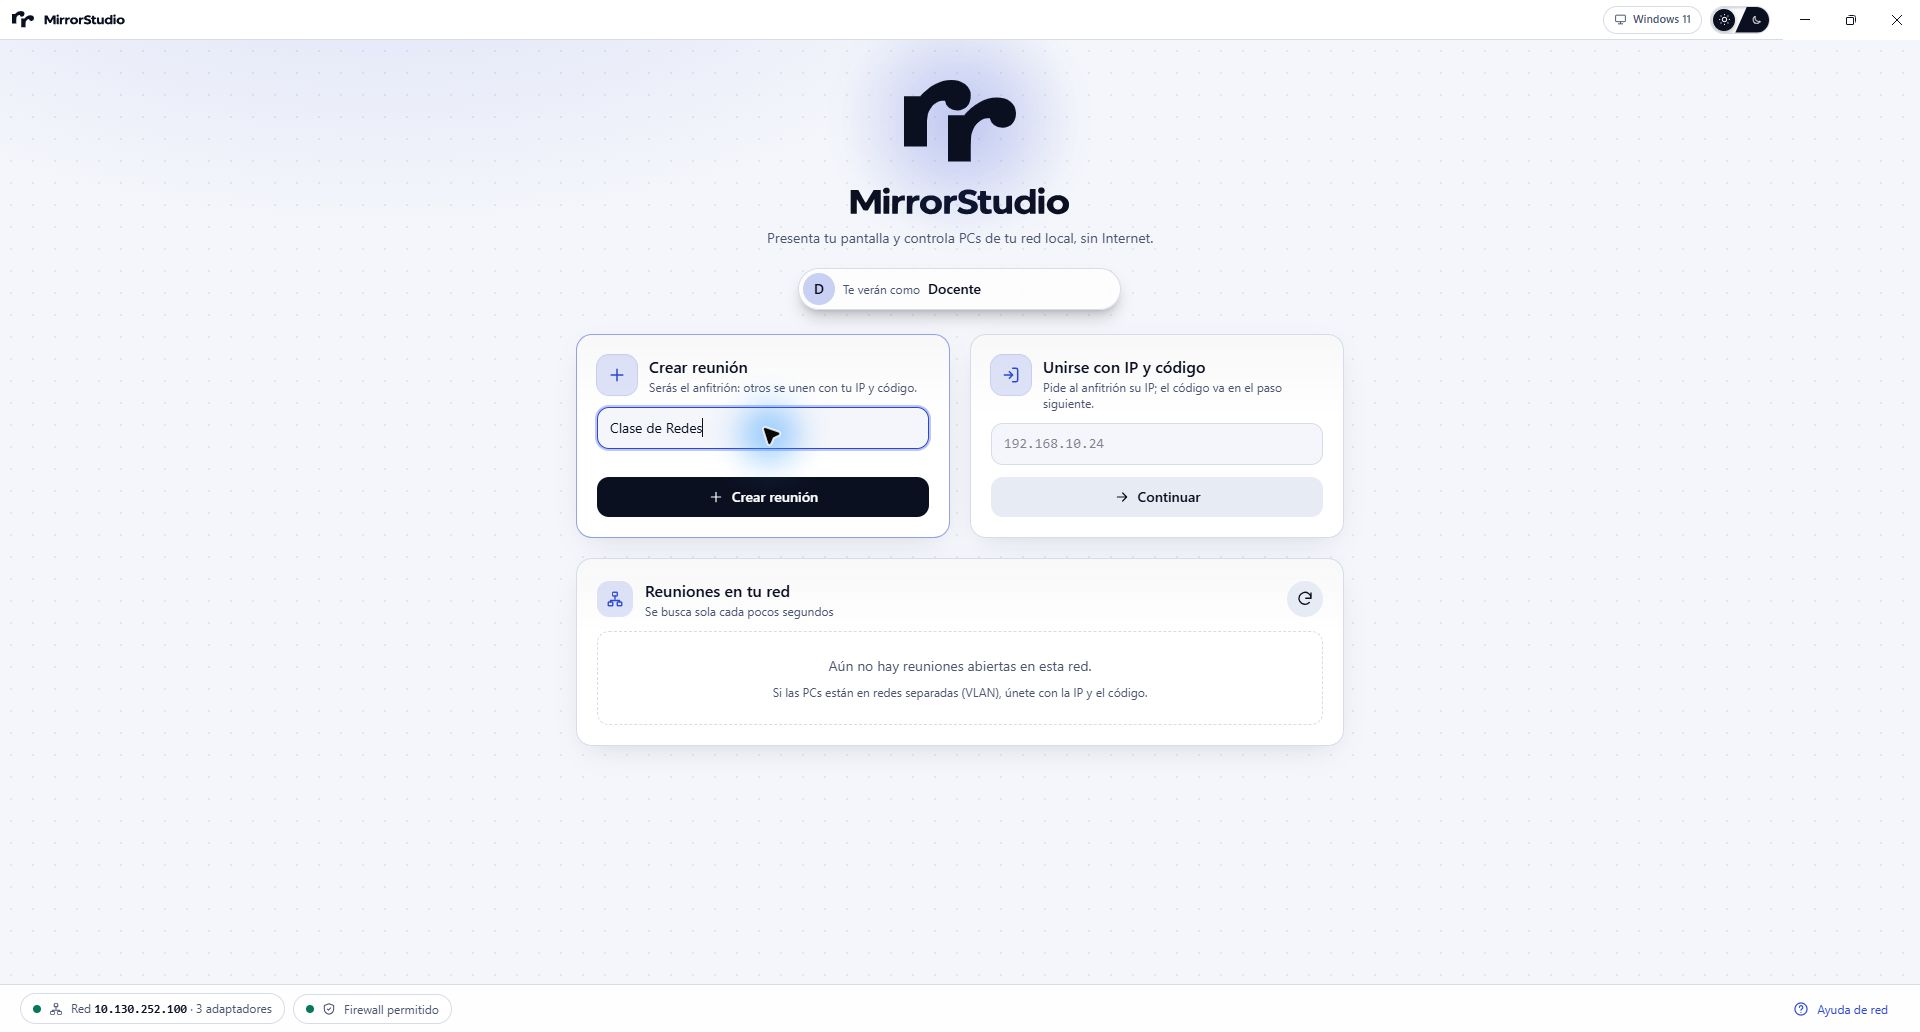 MirrorStudio
Windows 11
MirrorStudio
Presenta tu pantalla y controla PCs de tu red local, sin Internet.
D Te verán como Docente
Crear reunión
Serás el anfitrión: otros se unen con tu IP y código.
Clase de Redes
Crear reunión
Unirse con IP y código
Pide al anfitrión su IP; el código va en el paso
siguiente.
192.168.10.24
Continuar
Reuniones en tu red
Se busca sola cada pocos segundos
Aún no hay reuniones abiertas en esta red.
Si las PCs están en redes separadas (VLAN), únete con la IP y el código.
Red 10.130.252.100 · 3 adaptadores
Firewall permitido
Ayuda de red